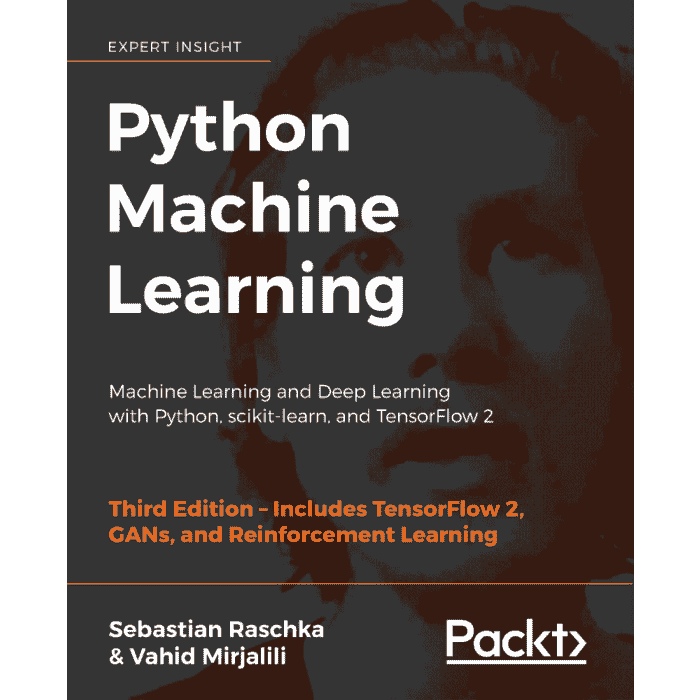 EXPERT INSIGHT
Python
Machine
Learning
Machine Learning and Deep Learning
with Python, scikit-learn, and TensorFlow 2
Third Edition – Includes TensorFlow 2,
GANs, and Reinforcement Learning
Sebastian Raschka
& Vahid Mirjalili
Packt>